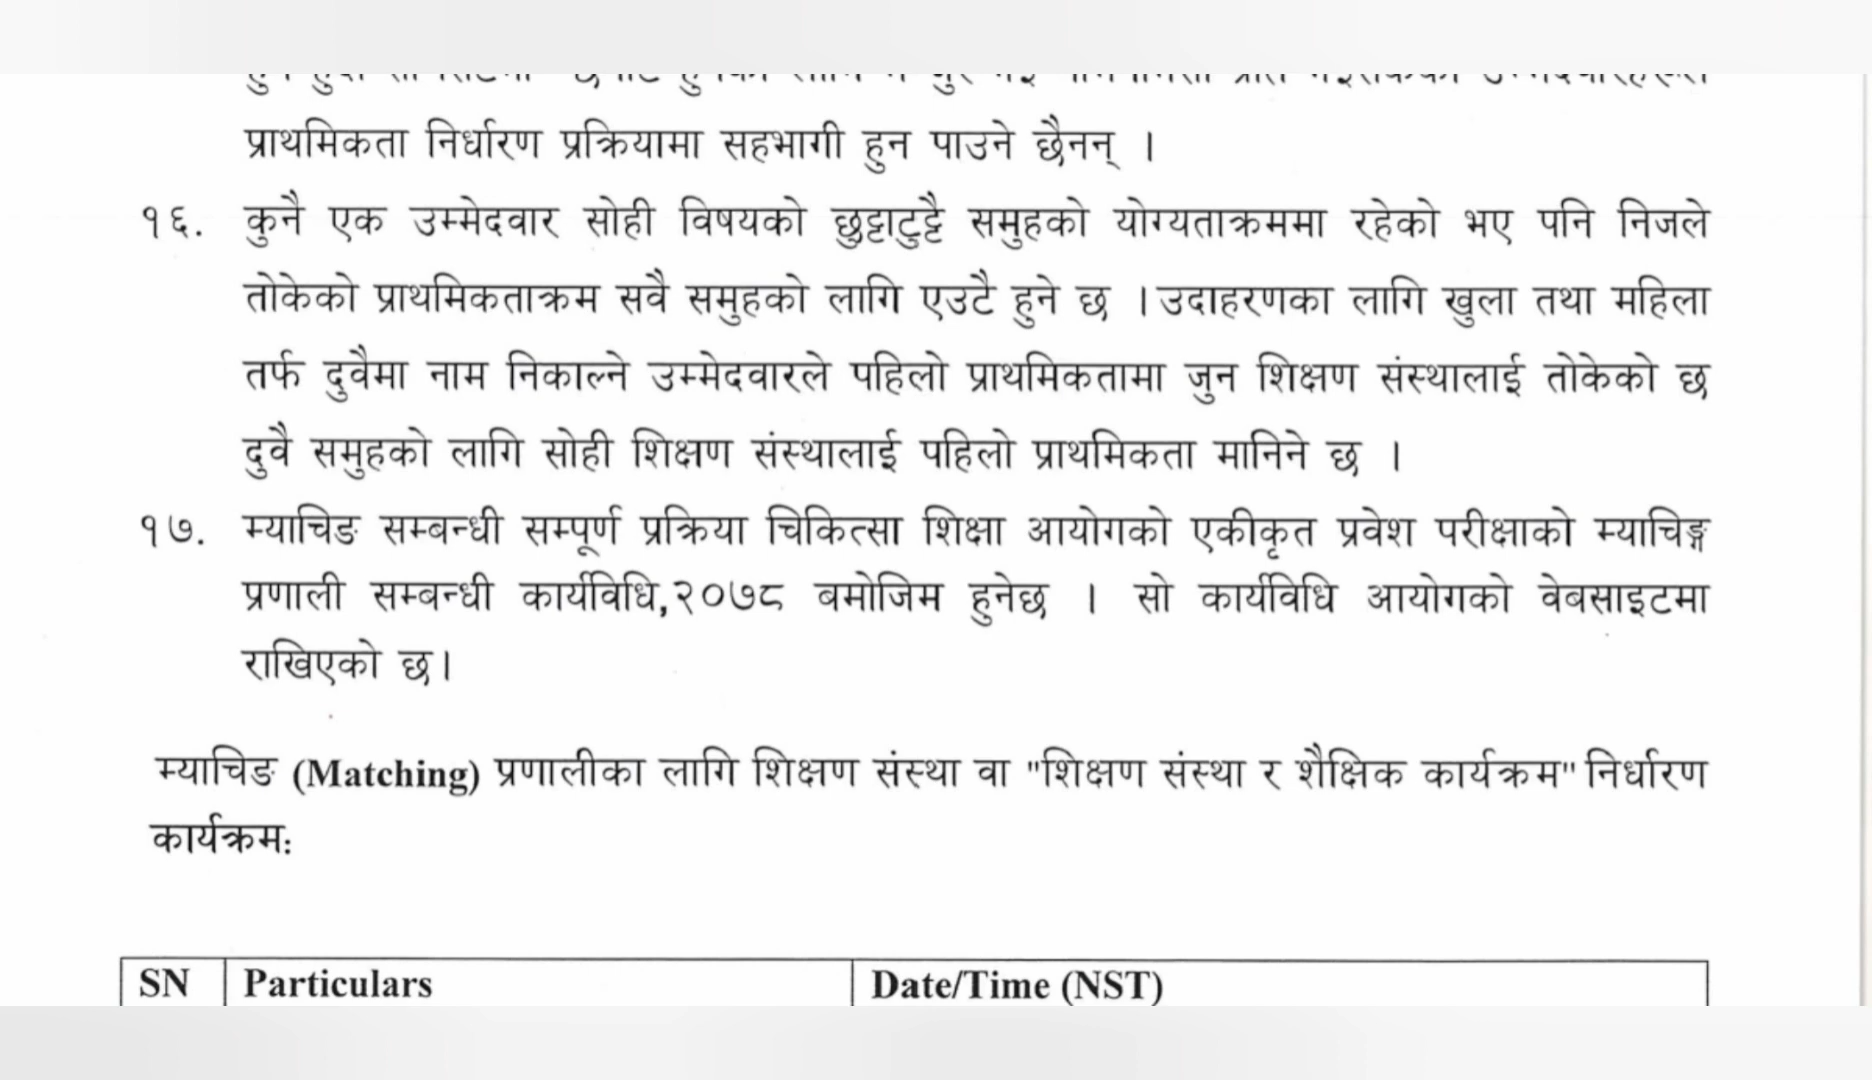 प्राथमिकता निर्धारण प्रक्रियामा सहभागी हुन पाउने छैनन् ।
१६. कुनै एक उम्मेदवार सोही विषयको छुट्टाटुट्टै समुहको योग्यताक्रममा रहेको भए पनि निजले
तोकेको प्राथमिकताक्रम सवै समुहको लागि एउटै हुने छ । उदाहरणका लागि खुला तथा महिला
तर्फ दुवैमा नाम निकाल्ने उम्मेदवारले पहिलो प्राथमिकतामा जुन शिक्षण संस्थालाई तोकेको छ
दुवै समुहको लागि सोही शिक्षण संस्थालाई पहिलो प्राथमिकता मानिने छ ।
१७. म्याचिङ सम्बन्धी सम्पूर्ण प्रक्रिया चिकित्सा शिक्षा आयोगको एकीकृत प्रवेश परीक्षाको म्याचिङ्ग
प्रणाली सम्बन्धी कार्यविधि,२०७८ बमोजिम हुनेछ । सो कार्यविधि आयोगको वेबसाइटमा
राखिएको छ।
म्याचिङ (Matching) प्रणालीका लागि शिक्षण संस्था वा "शिक्षण संस्था र शैक्षिक कार्यक्रम" निर्धारण
कार्यक्रमः
SN Particulars Date/Time (NST)